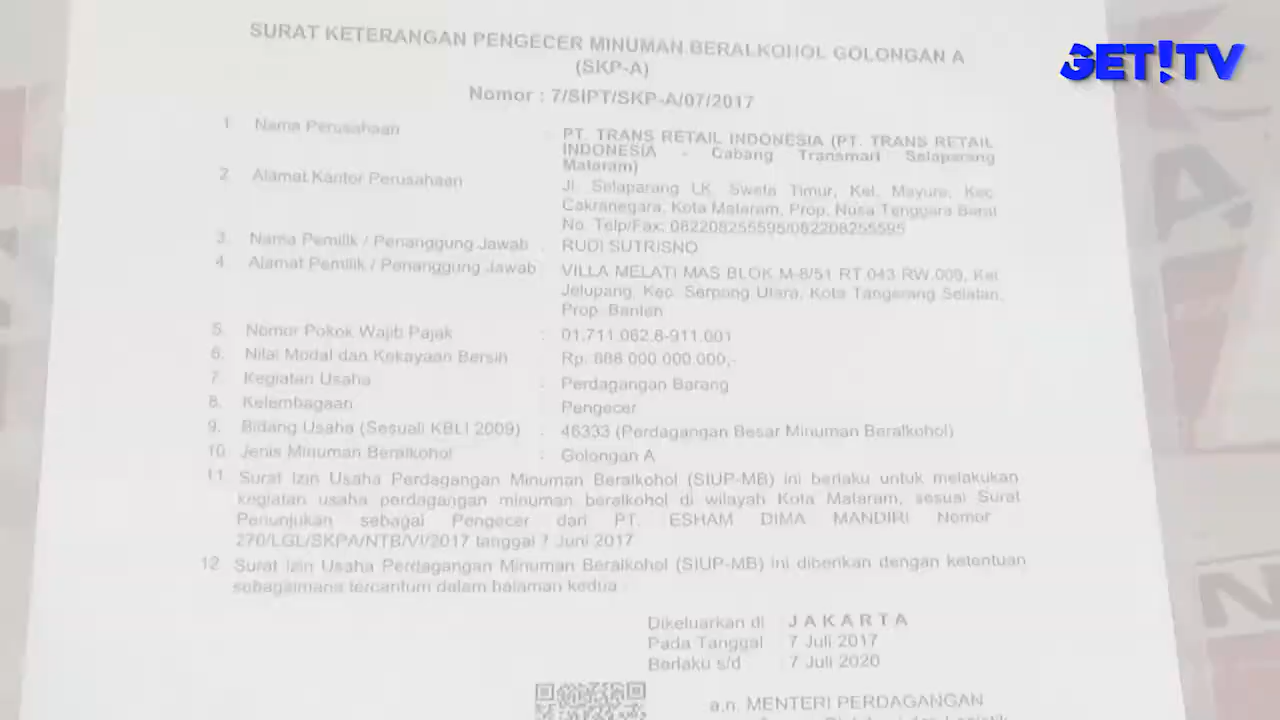 SURAT KETERANGAN PENGECER MINUMAN BERALKOHOL GOLONGAN A
(SKP-A)
GET!TV
Nomor : 7/SIPT/SKP-A/07/2017
1. Nama Perusahaan : PT. TRANS RETAIL INDONESIA (PT. TRANS RETAIL
INDONESIA - Cabang Transmart Selaparang
Mataram)
2. Alamat Kantor Perusahaan Jl. Selaparang LK. Sweta Timur, Kel. Mayura, Kec.
Cakranegara, Kota Mataram, Prop. Nusa Tenggara Barat
No. Telp/Fax: 082208255595/082208255595
3. Nama Pemilik / Penanggung Jawab : RUDI SUTRISNO
4. Alamat Pemilik / Penanggung Jawab : VILLA MELATI MAS BLOK M-8/51 RT.043 RW.009, Kel.
Jelupang, Kec. Serpong Utara, Kota Tangerang Selatan,
Prop. Banten
5. Nomor Pokok Wajib Pajak : 01.711.062.8-911.001
6. Nilai Modal dan Kekayaan Bersih : Rp. 888.000.000.000,-
7. Kegiatan Usaha : Perdagangan Barang
8. Kelembagaan : Pengecer
9. Bidang Usaha (Sesuai KBLI 2009) : 46333 (Perdagangan Besar Minuman Beralkohol)
10. Jenis Minuman Beralkohol : Golongan A
11. Surat Izin Usaha Perdagangan Minuman Beralkohol (SIUP-MB) ini berlaku untuk melakukan
kegiatan usaha perdagangan minuman beralkohol di wilayah Kota Mataram, sesuai Surat
Penunjukan sebagai Pengecer dari PT. ESHAM DIMA MANDIRI Nomor
270/LGL/SKPA/NTB/VI/2017 tanggal 7 Juni 2017
12. Surat Izin Usaha Perdagangan Minuman Beralkohol (SIUP-MB) ini diberikan dengan ketentuan
sebagaimana tercantum dalam halaman kedua
Dikeluarkan di : JAKARTA
Pada Tanggal : 7 Juli 2017
Berlaku s/d : 7 Juli 2020
a.n. MENTERI PERDAGANGAN